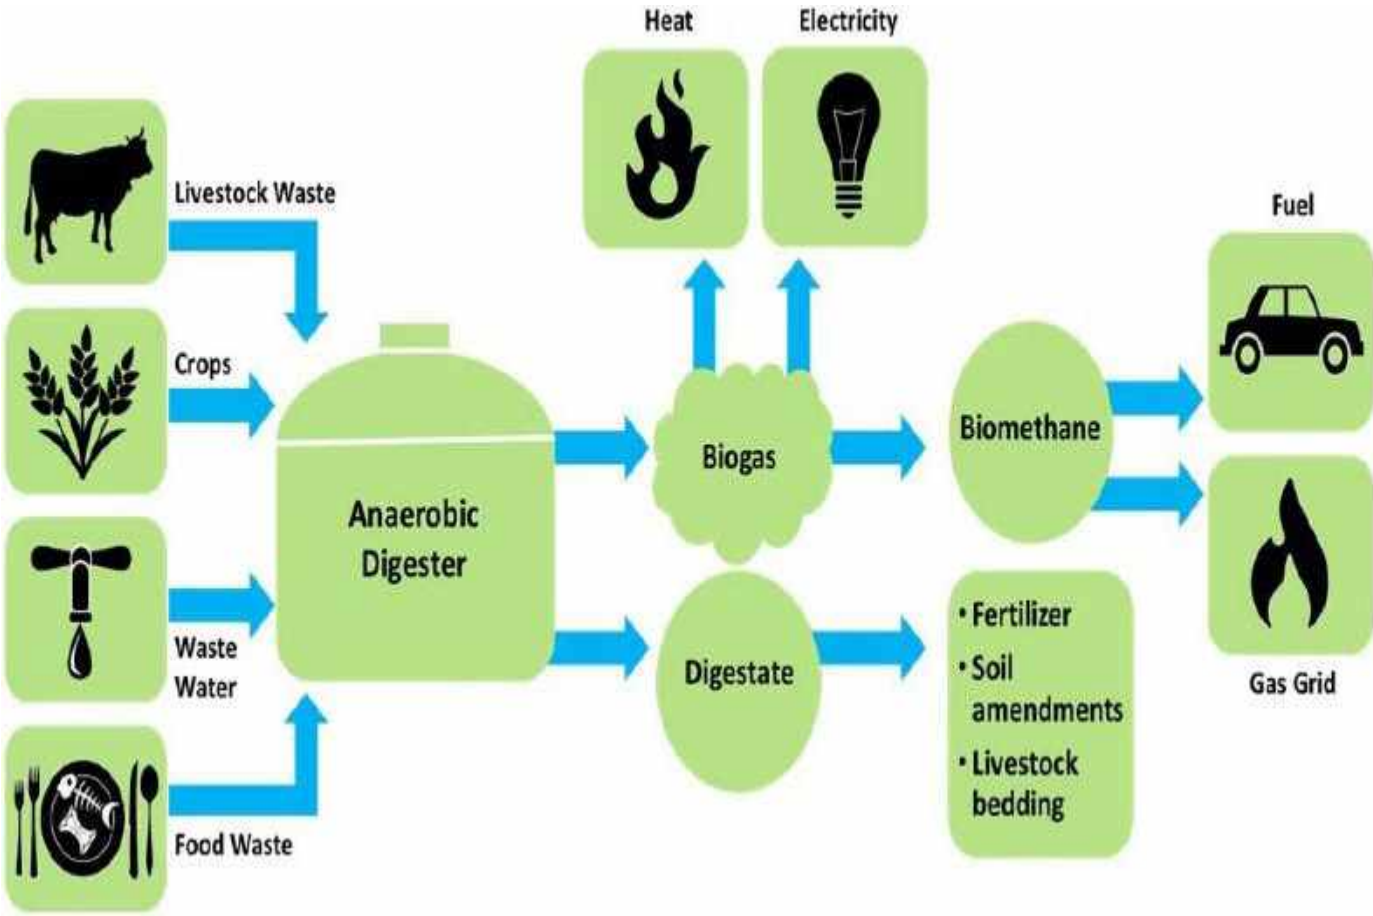 Heat
Electricity
Livestock Waste
Fuel
Crops
Biomethane
Biogas
Anaerobic
Digester
• Fertilizer
• Soil
amendments
• Livestock
bedding
Waste
Water
Digestate
Gas Grid
Food Waste